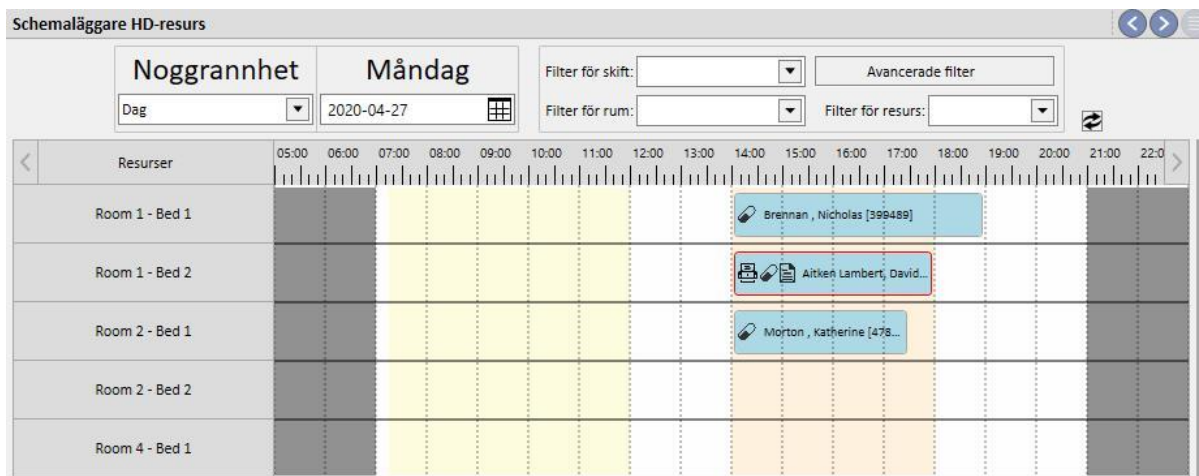 Schemaläggare HD-resurs
Noggrannhet
Måndag
Dag
2020-04-27
Filter för skift:
Avancerade filter
Filter för rum:
Filter för resurs:
Resurser
05:00 06:00 07:00 08:00 09:00 10:00 11:00 12:00 13:00 14:00 15:00 16:00 17:00 18:00 19:00 20:00 21:00 22:0
Room 1 - Bed 1
Brennan , Nicholas [399489]
Room 1 - Bed 2
Aitken Lambert, David...
Room 2 - Bed 1
Morton , Katherine [478...
Room 2 - Bed 2
Room 4 - Bed 1